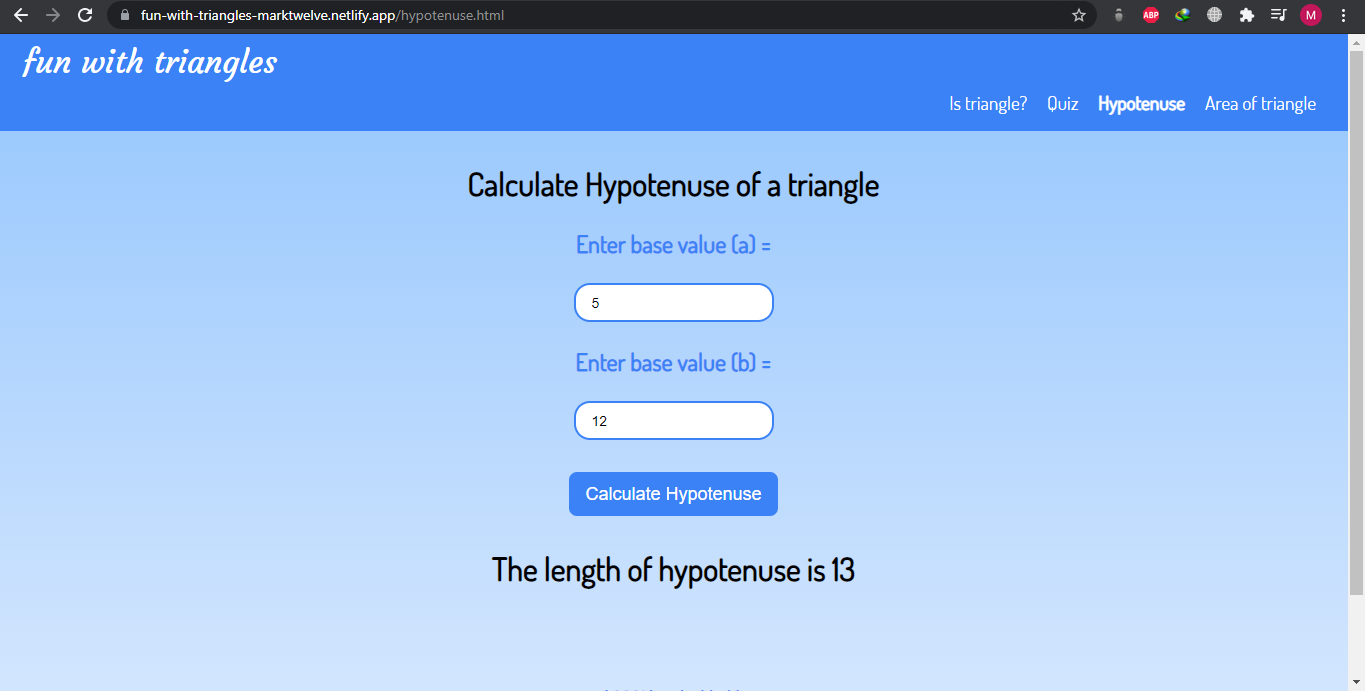 fun-with-triangles-marktwelve.netlify.app/hypotenuse.html
ABP
M
fun with triangles
Is triangle? Quiz Hypotenuse Area of triangle
Calculate Hypotenuse of a triangle
Enter base value (a) =
5
Enter base value (b) =
12
Calculate Hypotenuse
The length of hypotenuse is 13